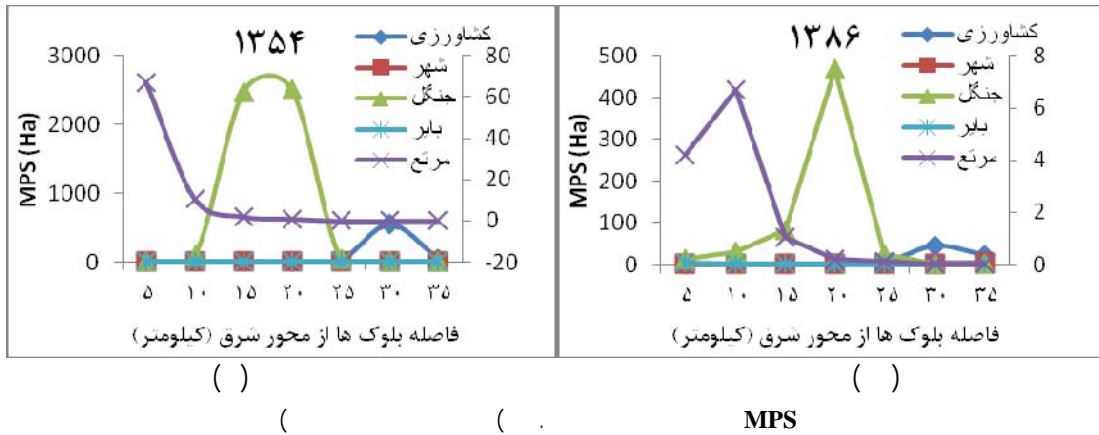 ۱۳۵۴
کشاورزی
شهر
جنگل
بایر
مرتع
MPS (Ha)
3000
2000
1000
0
80
60
40
20
0
-20
۵ ۱۰ ۱۵ ۲۰ ۲۵ ۳۰ ۳۵
فاصله بلوک ها از محور شرق (کیلومتر)
۱۳۸۶
کشاورزی
شهر
جنگل
بایر
مرتع
MPS (Ha)
500
400
300
200
100
0
8
6
4
2
0
۵ ۱۰ ۱۵ ۲۰ ۲۵ ۳۰ ۳۵
فاصله بلوک ها از محور شرق (کیلومتر)
( ) ( )
( ( . MPS